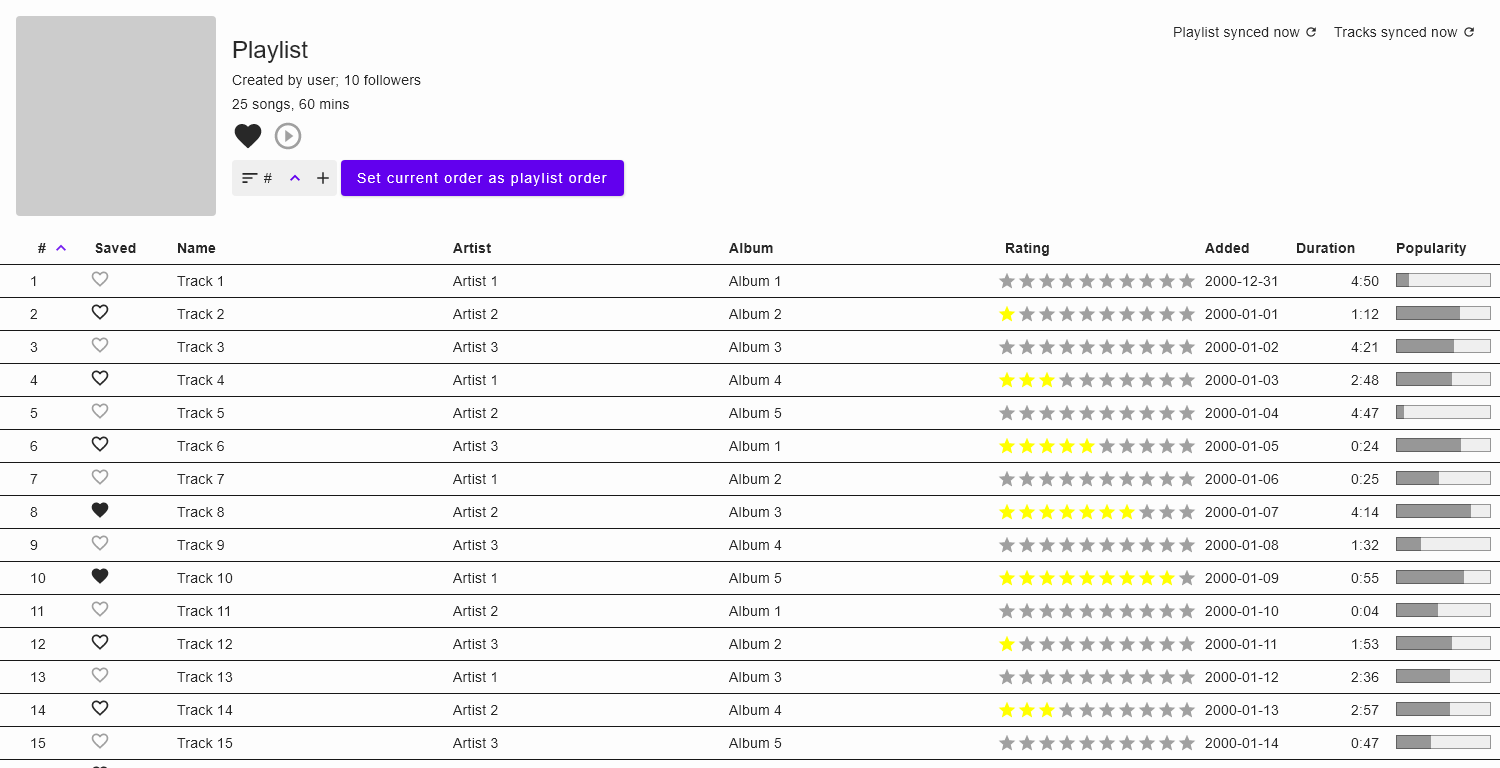 Playlist synced now Tracks synced now
Playlist
Created by user; 10 followers
25 songs, 60 mins
# Set current order as playlist order
# Saved Name Artist Album Rating Added Duration Popularity
1 Track 1 Artist 1 Album 1 2000-12-31 4:50
2 Track 2 Artist 2 Album 2 2000-01-01 1:12
3 Track 3 Artist 3 Album 3 2000-01-02 4:21
4 Track 4 Artist 1 Album 4 2000-01-03 2:48
5 Track 5 Artist 2 Album 5 2000-01-04 4:47
6 Track 6 Artist 3 Album 1 2000-01-05 0:24
7 Track 7 Artist 1 Album 2 2000-01-06 0:25
8 Track 8 Artist 2 Album 3 2000-01-07 4:14
9 Track 9 Artist 3 Album 4 2000-01-08 1:32
10 Track 10 Artist 1 Album 5 2000-01-09 0:55
11 Track 11 Artist 2 Album 1 2000-01-10 0:04
12 Track 12 Artist 3 Album 2 2000-01-11 1:53
13 Track 13 Artist 1 Album 3 2000-01-12 2:36
14 Track 14 Artist 2 Album 4 2000-01-13 2:57
15 Track 15 Artist 3 Album 5 2000-01-14 0:47